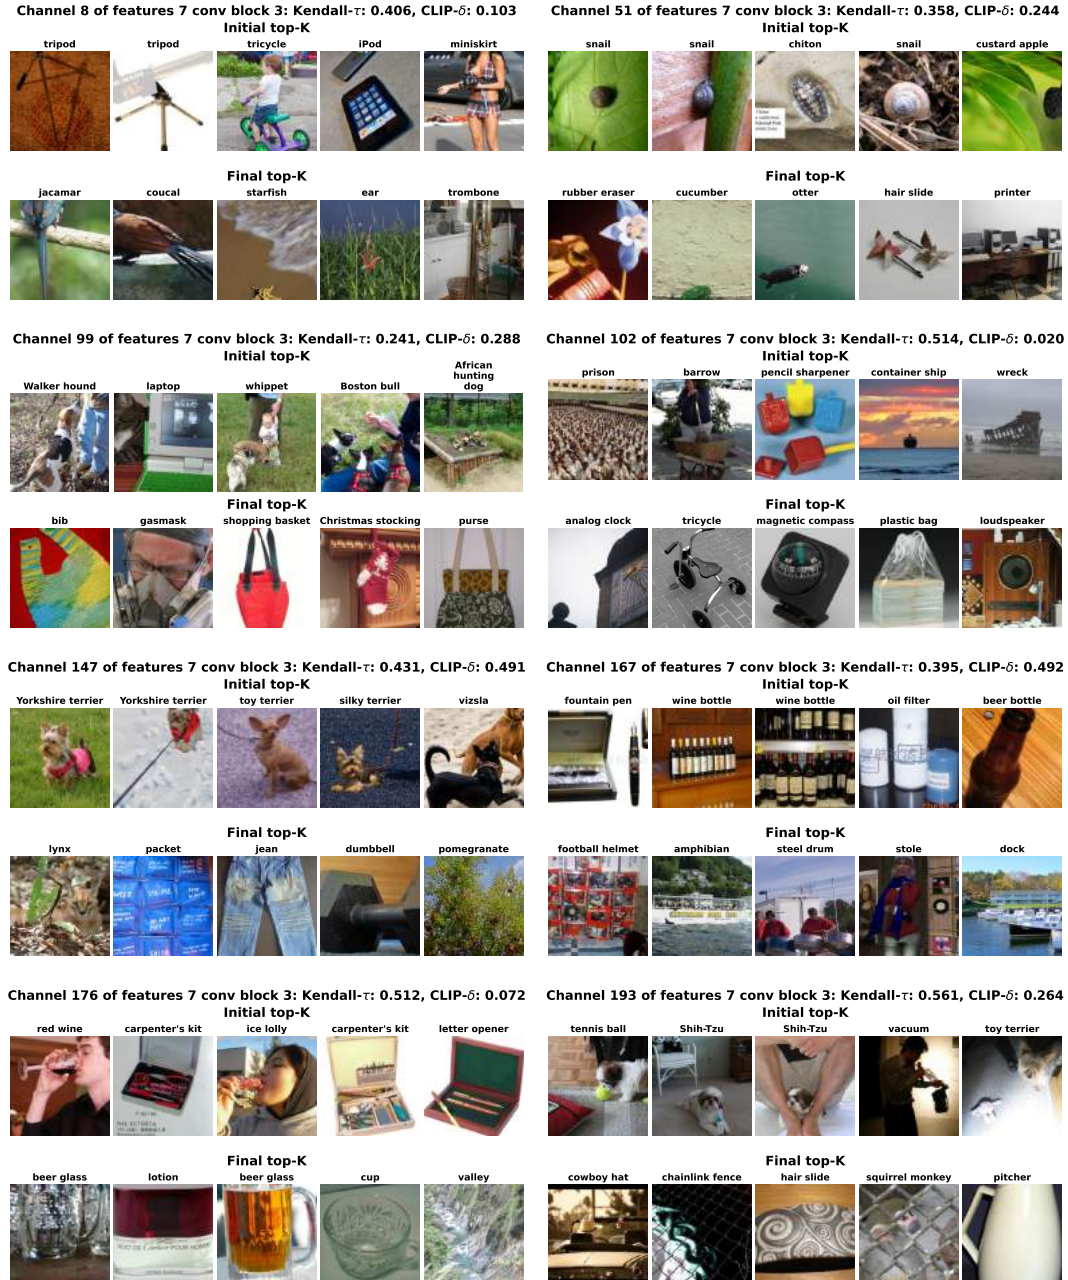 Channel 8 of features 7 conv block 3: Kendall-τ: 0.406, CLIP-δ: 0.103
Initial top-K
tripod tripod tricycle iPod miniskirt
Final top-K
jacamar coucal starfish ear trombone
Channel 51 of features 7 conv block 3: Kendall-τ: 0.358, CLIP-δ: 0.244
Initial top-K
snail snail chiton snail custard apple
Final top-K
rubber eraser cucumber otter hair slide printer
Channel 99 of features 7 conv block 3: Kendall-τ: 0.241, CLIP-δ: 0.288
Initial top-K
Walker hound laptop whippet Boston bull African
hunting
dog
Final top-K
bib gasmask shopping basket Christmas stocking purse
Channel 102 of features 7 conv block 3: Kendall-τ: 0.514, CLIP-δ: 0.020
Initial top-K
prison barrow pencil sharpener container ship wreck
Final top-K
analog clock tricycle magnetic compass plastic bag loudspeaker
Channel 147 of features 7 conv block 3: Kendall-τ: 0.431, CLIP-δ: 0.491
Initial top-K
Yorkshire terrier Yorkshire terrier toy terrier silky terrier vizsla
Final top-K
lynx packet jean dumbbell pomegranate
Channel 167 of features 7 conv block 3: Kendall-τ: 0.395, CLIP-δ: 0.492
Initial top-K
fountain pen wine bottle wine bottle oil filter beer bottle
Final top-K
football helmet amphibian steel drum stole dock
Channel 176 of features 7 conv block 3: Kendall-τ: 0.512, CLIP-δ: 0.072
Initial top-K
red wine carpenter's kit ice lolly carpenter's kit letter opener
Final top-K
beer glass lotion beer glass cup valley
Channel 193 of features 7 conv block 3: Kendall-τ: 0.561, CLIP-δ: 0.264
Initial top-K
tennis ball Shih-Tzu Shih-Tzu vacuum toy terrier
Final top-K
cowboy hat chainlink fence hair slide squirrel monkey pitcher